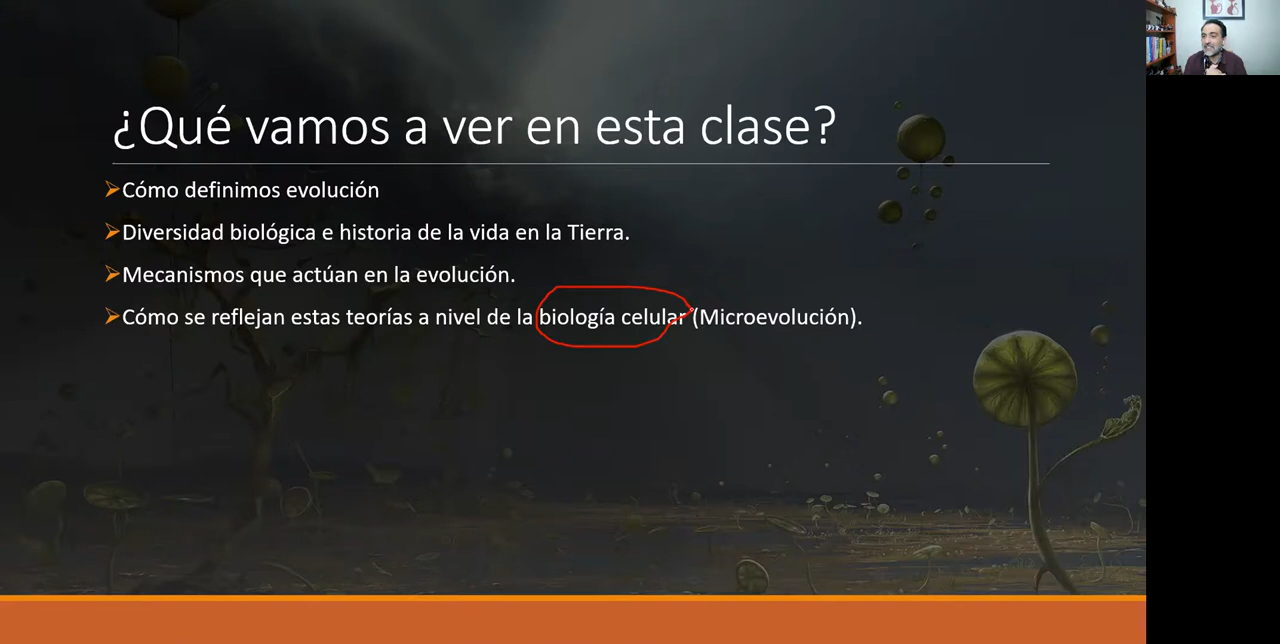 ¿Qué vamos a ver en esta clase?
Cómo definimos evolución
Diversidad biológica e historia de la vida en la Tierra.
Mecanismos que actúan en la evolución.
Cómo se reflejan estas teorías a nivel de la biología celular (Microevolución).